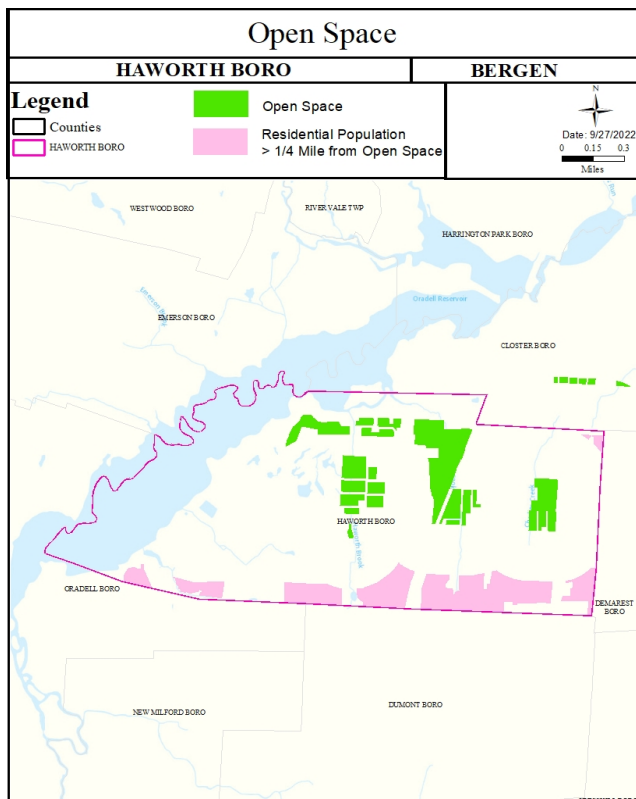 Open Space
HAWORTH BORO
BERGEN
Legend
Counties
HAWORTH BORO
Open Space
Residential Population
> 1/4 Mile from Open Space
N
Date: 9/27/2022
0 0.15 0.3
Miles
WESTWOOD BORO
RIVER VALE TWP
HARRINGTON PARK BORO
Oradell Reservoir
EMERSON BORO
CLOSTER BORO
HAWORTH BORO
Haworth Brook
ORADELL BORO
DEMAREST
BORO
NEW MILFORD BORO
DUMONT BORO